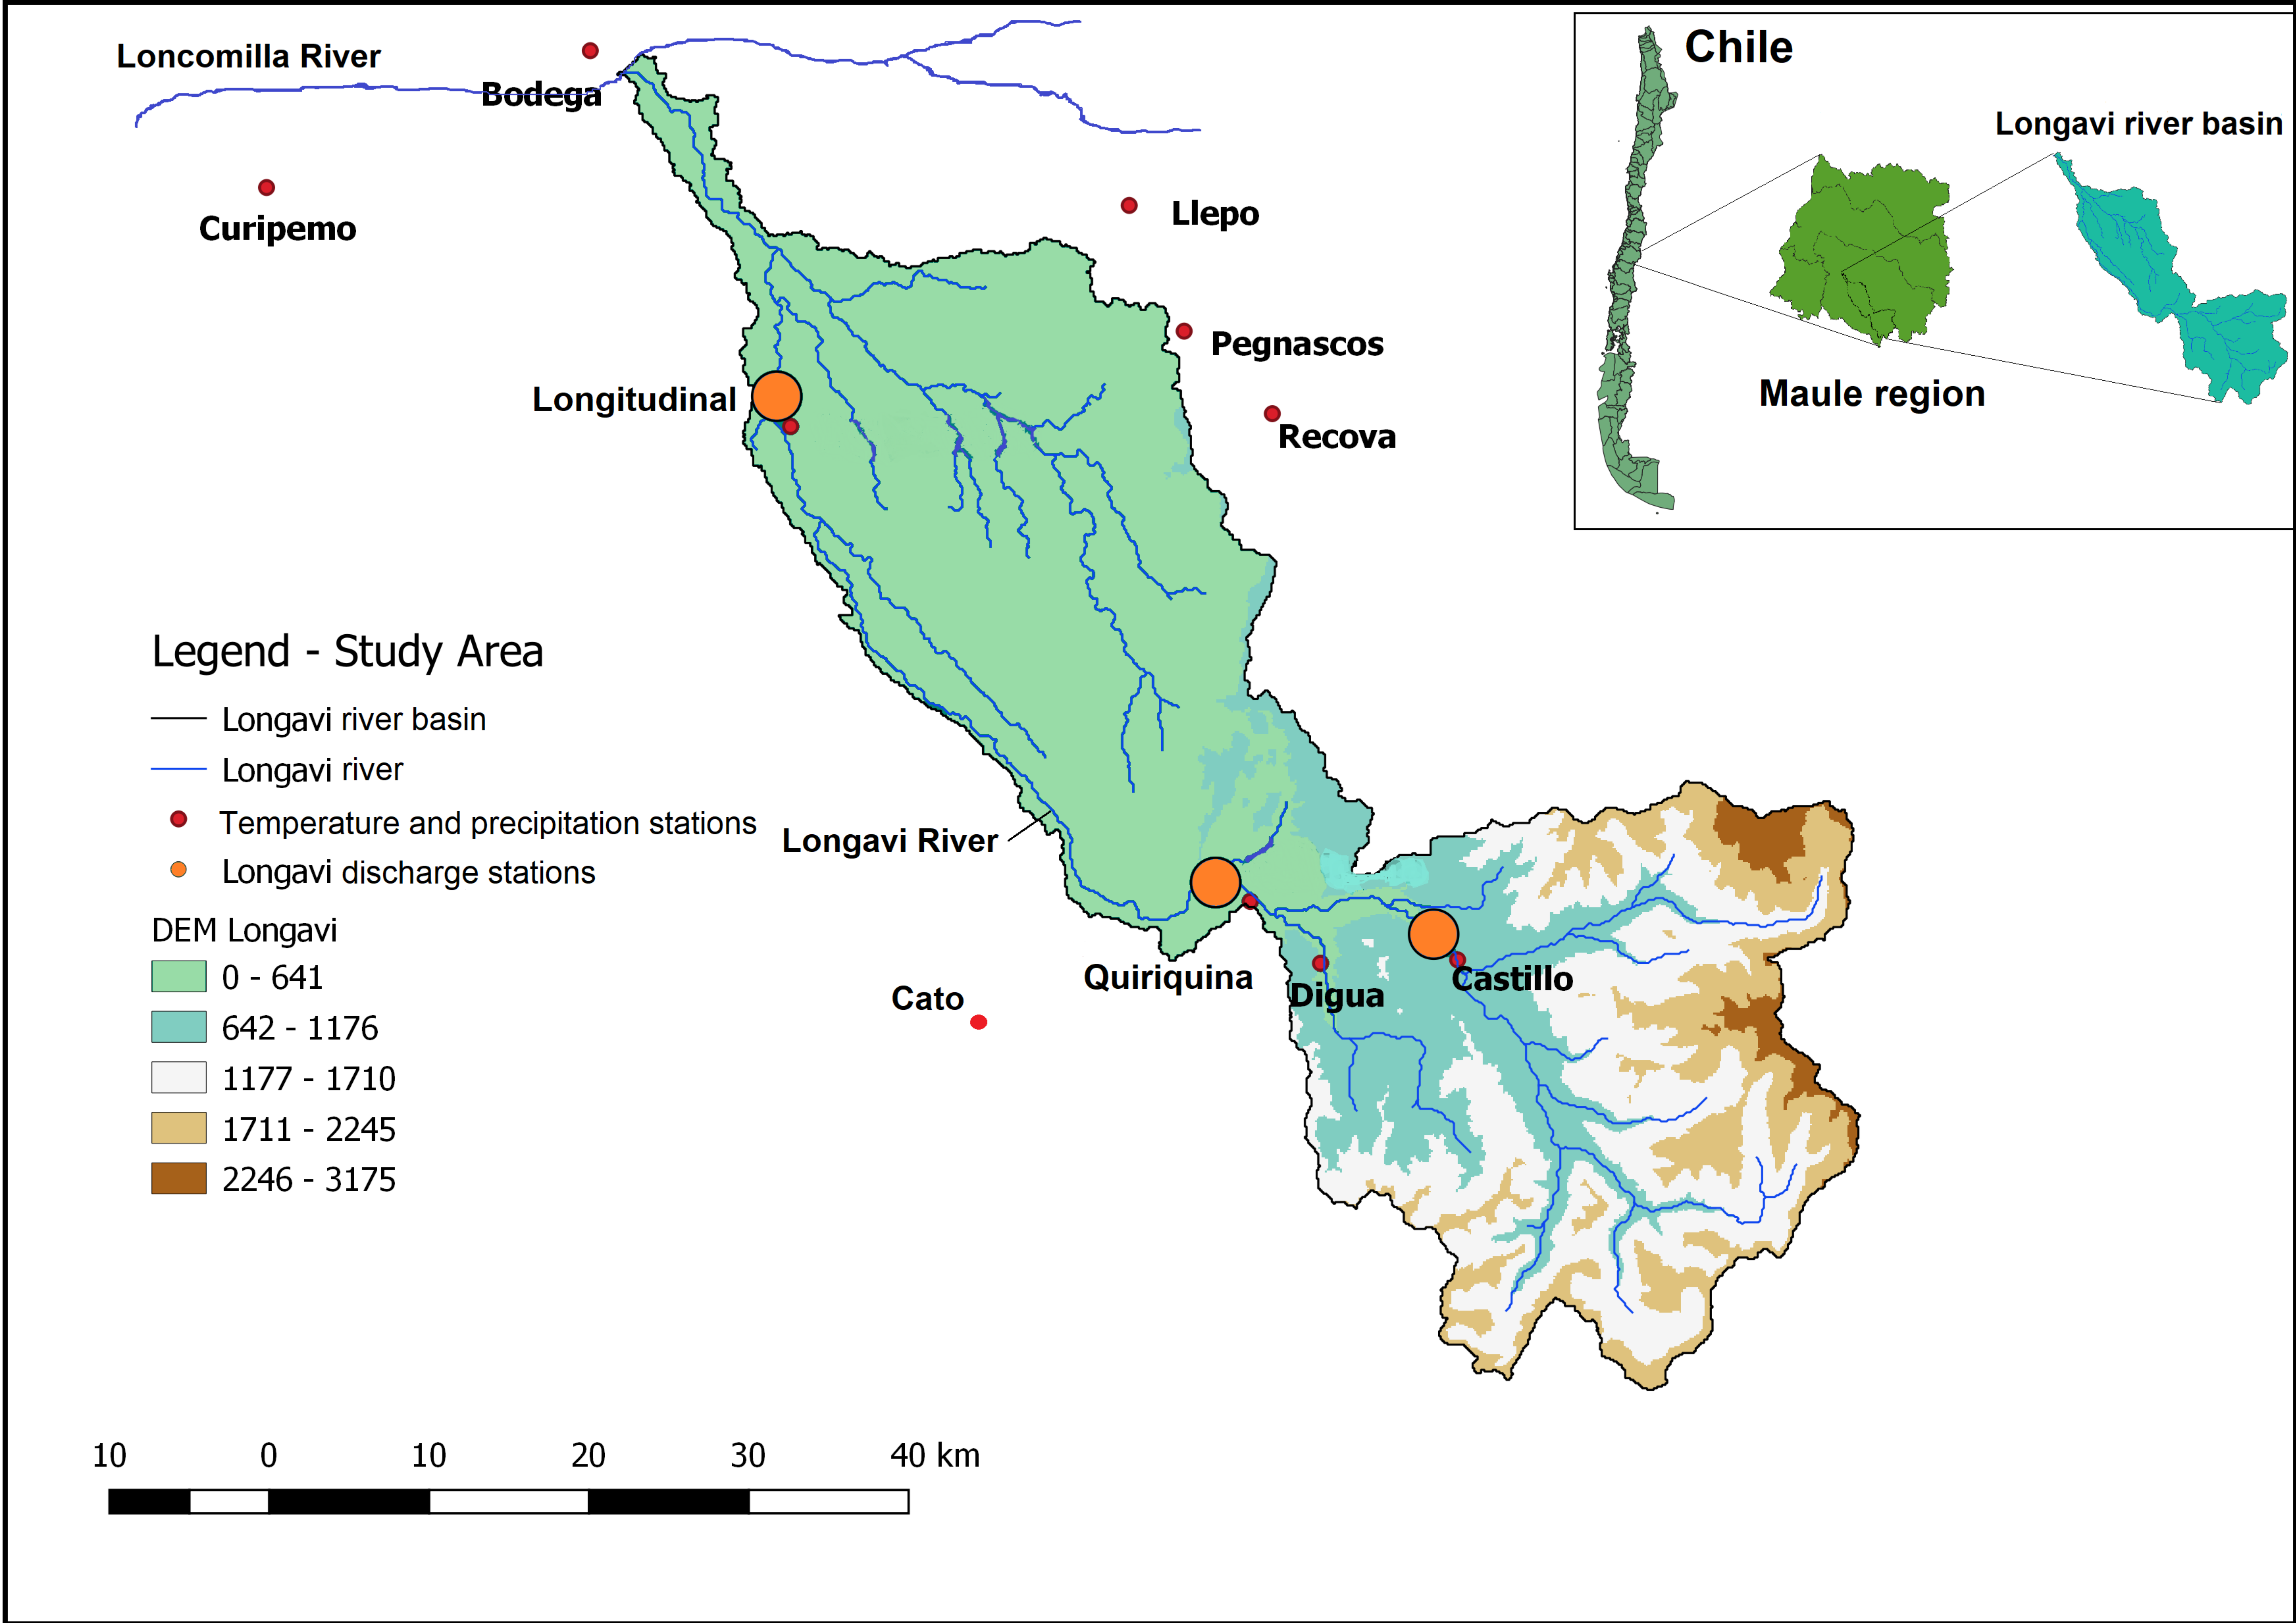 Loncomilla River
Bodega
Curipemo
Llepo
Pegnascos
Recova
Longitudinal
Longavi River
Quiriquina
Digua
Castillo
Cato
Chile
Longavi river basin
Maule region
Legend - Study Area
Longavi river basin
Longavi river
Temperature and precipitation stations
Longavi discharge stations
DEM Longavi
0 - 641
642 - 1176
1177 - 1710
1711 - 2245
2246 - 3175
10 0 10 20 30 40 km